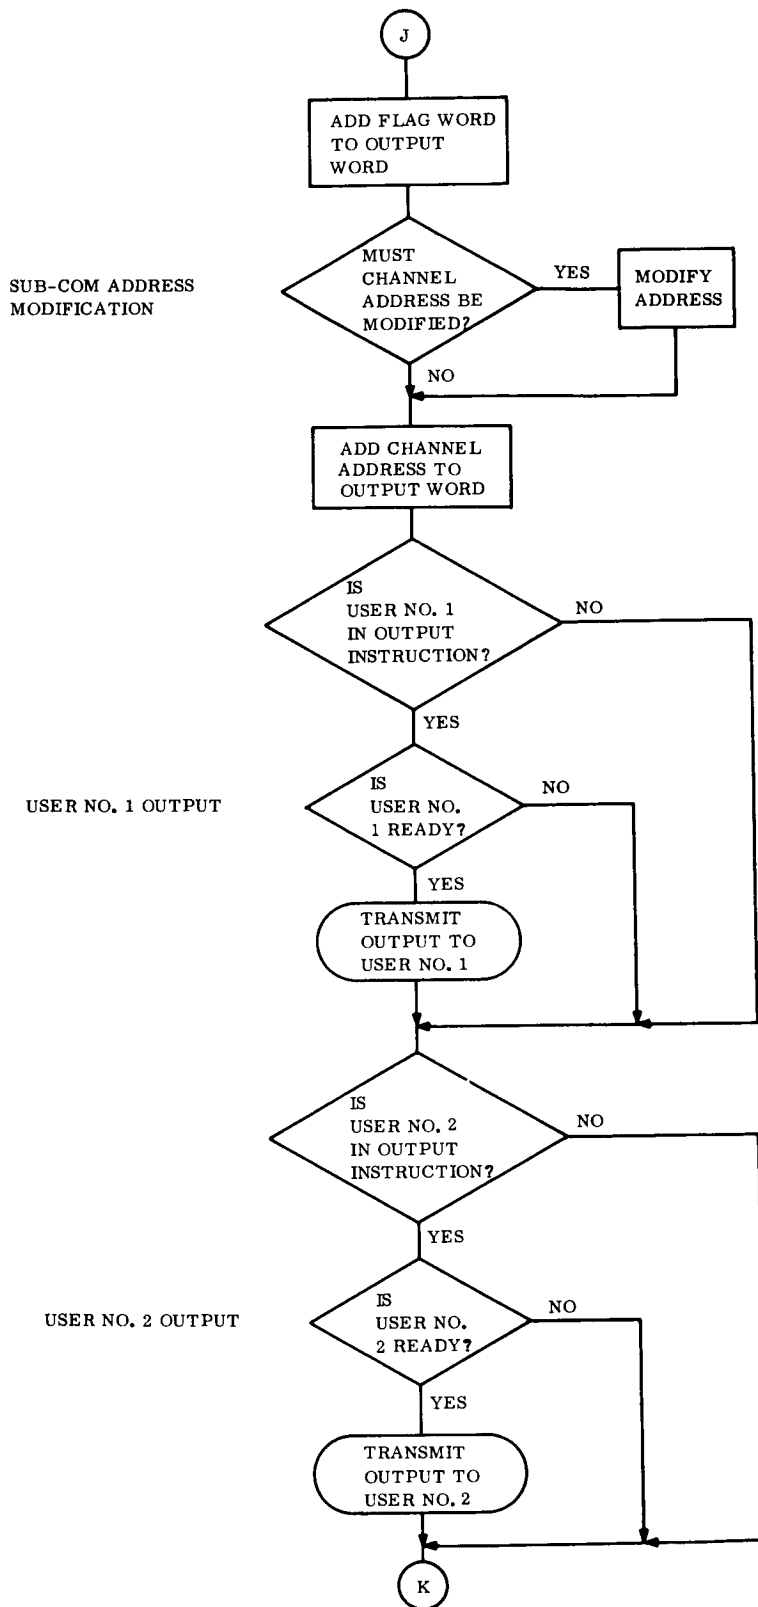 J
ADD FLAG WORD
TO OUTPUT
WORD
SUB-COM ADDRESS
MODIFICATION
MUST
CHANNEL
ADDRESS BE
MODIFIED?
YES
MODIFY
ADDRESS
NO
ADD CHANNEL
ADDRESS TO
OUTPUT WORD
IS
USER NO. 1
IN OUTPUT
INSTRUCTION?
NO
YES
USER NO. 1 OUTPUT
IS
USER NO.
1 READY?
NO
YES
TRANSMIT
OUTPUT TO
USER NO. 1
IS
USER NO. 2
IN OUTPUT
INSTRUCTION?
NO
YES
USER NO. 2 OUTPUT
IS
USER NO.
2 READY?
NO
YES
TRANSMIT
OUTPUT TO
USER NO. 2
K